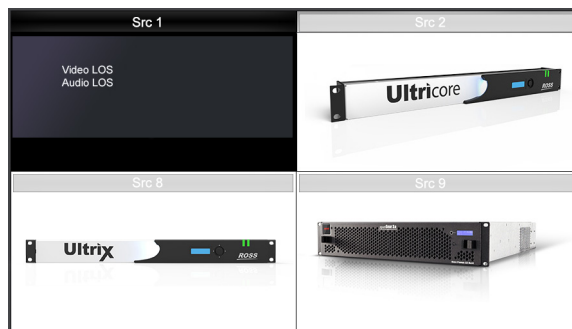 Src 1
Src 2
Video LOS
Audio LOS
Ultricore
ROSS
Src 8
Src 9
Ultrix
ROSS